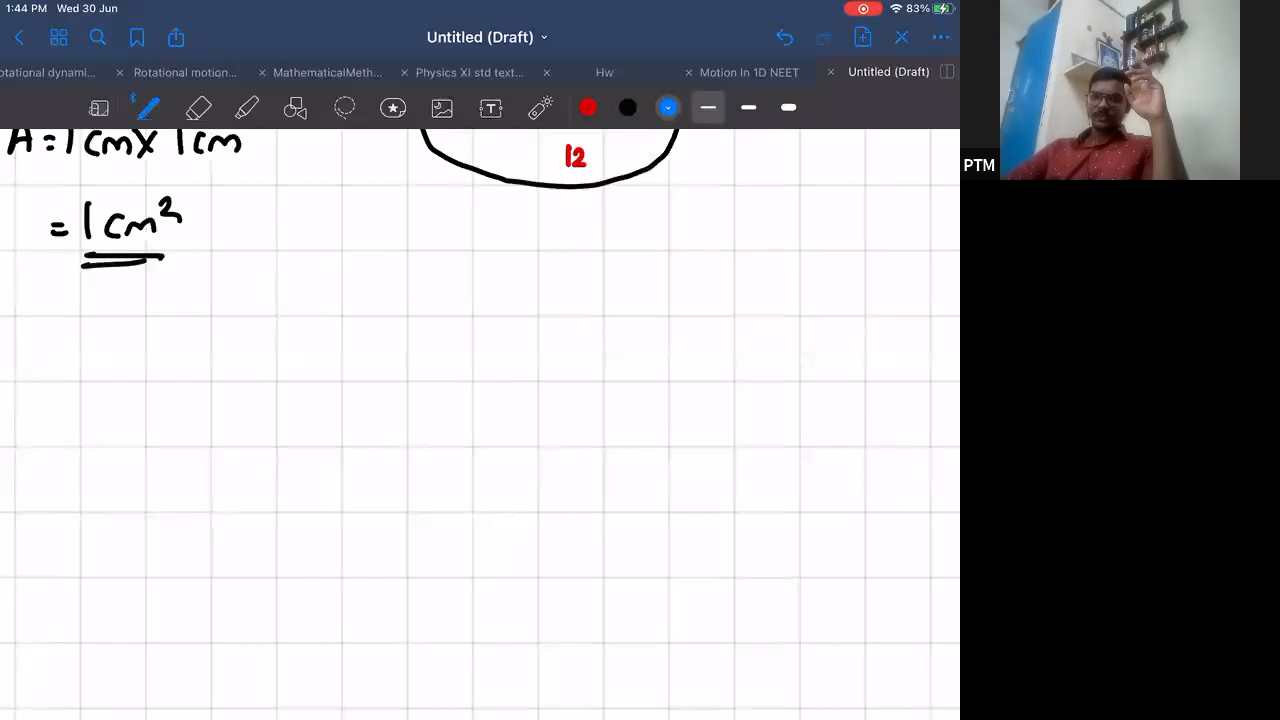 1:44 PM Wed 30 Jun
83%
Untitled (Draft)
otational dynami...
Rotational motion...
MathematicalMeth...
Physics XI std text...
Hw
Motion In 1D NEET
Untitled (Draft)
A = 1 cm x 1 cm
= 1 cm²
12
PTM